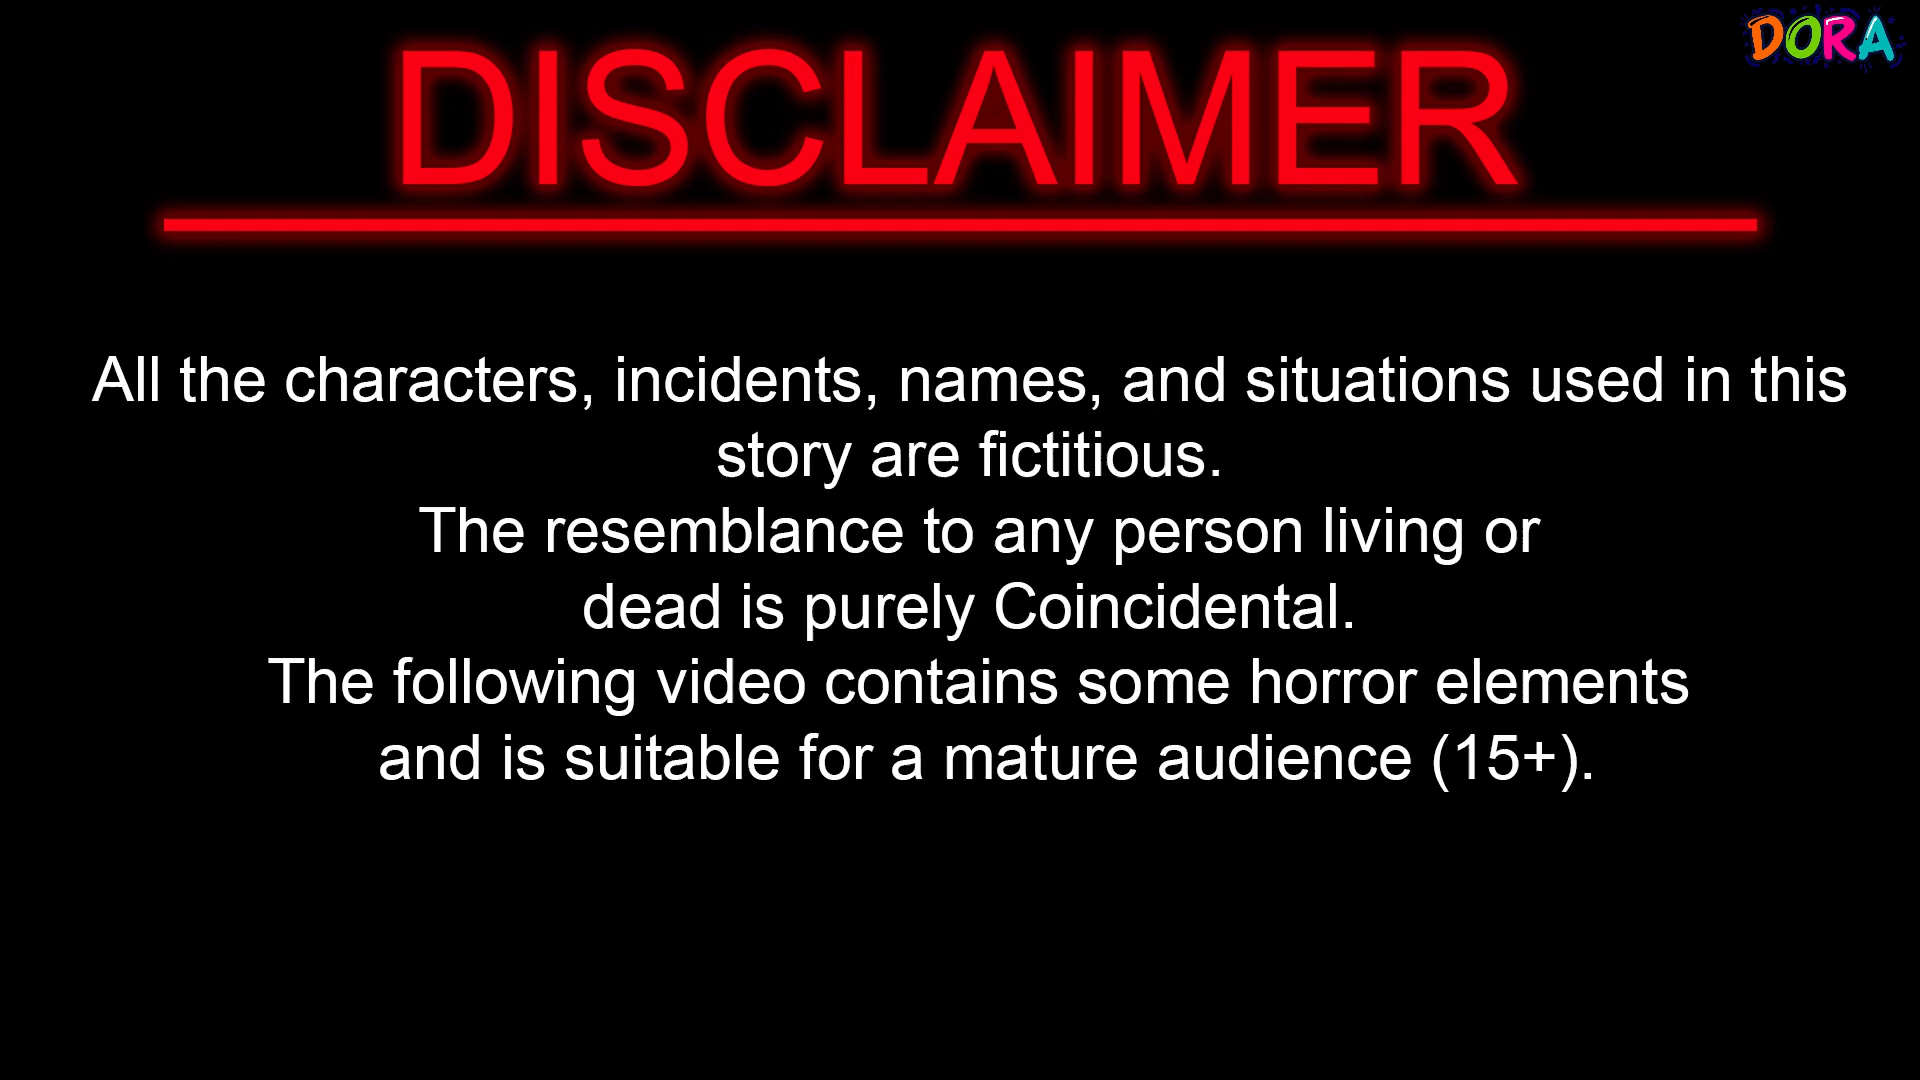 DORA
DISCLAIMER
All the characters, incidents, names, and situations used in this
story are fictitious.
The resemblance to any person living or
dead is purely Coincidental.
The following video contains some horror elements
and is suitable for a mature audience (15+).